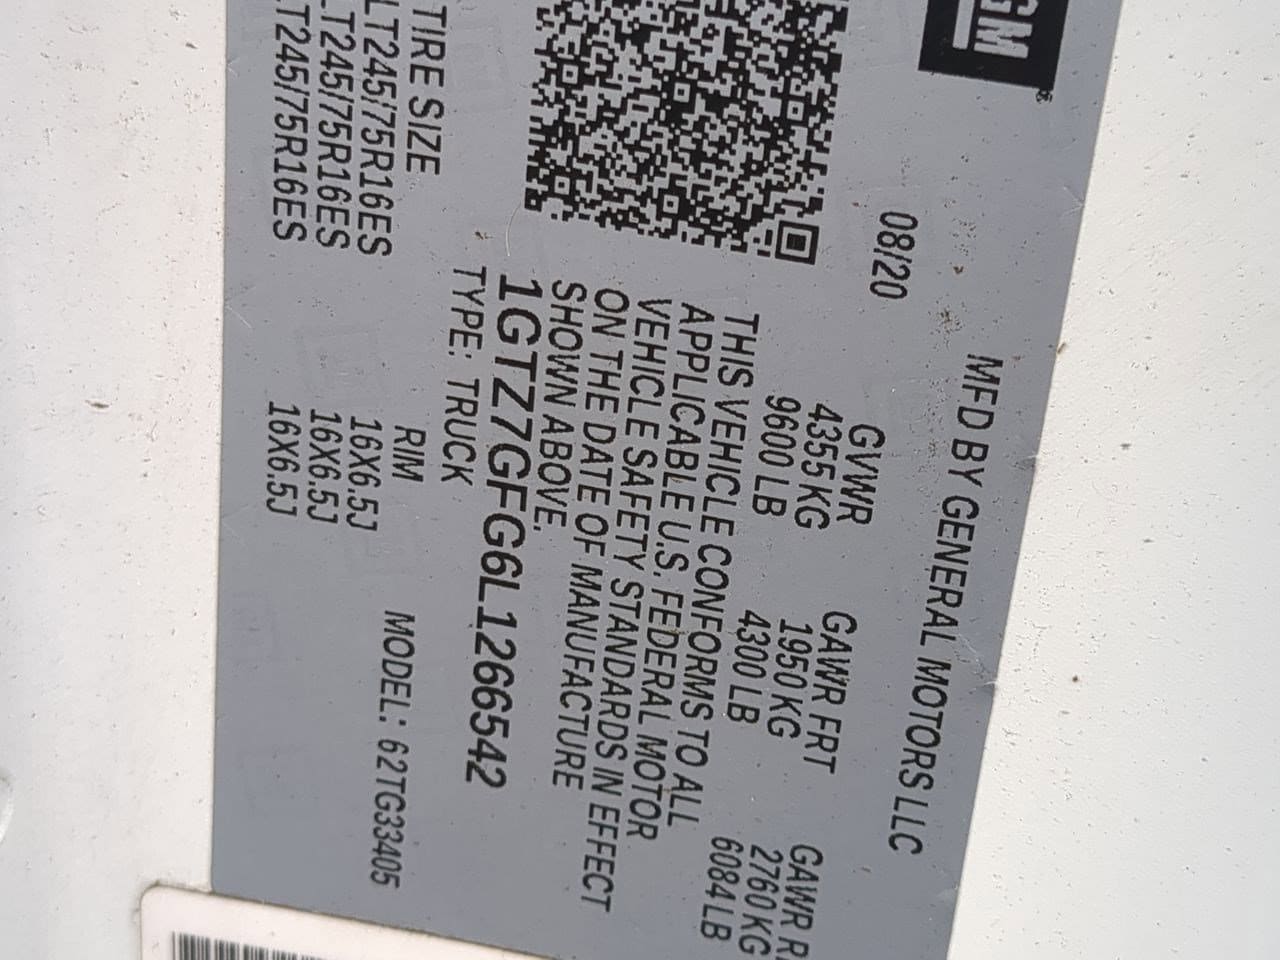 GM
MFD BY GENERAL MOTORS LLC
08/20
GVWR GAWR FRT GAWR
4355 KG 1950 KG 2760 KG
9600 LB 4300 LB 6084 LB
THIS VEHICLE CONFORMS TO ALL
APPLICABLE U.S. FEDERAL MOTOR
VEHICLE SAFETY STANDARDS IN EFFECT
ON THE DATE OF MANUFACTURE
SHOWN ABOVE.
1GTZ7GFG6L1266542
TYPE: TRUCK
MODEL: 62TG33405
TIRE SIZE RIM
LT245/75R16ES 16X6.5J
LT245/75R16ES 16X6.5J
LT245/75R16ES 16X6.5J